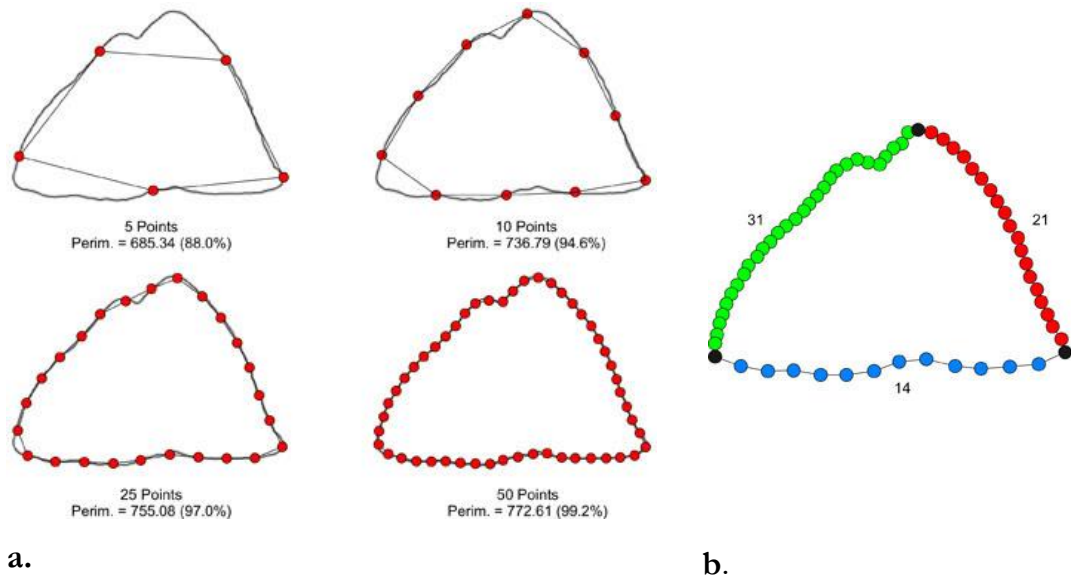 5 Points
Perim. = 685.34 (88.0%)
10 Points
Perim. = 736.79 (94.6%)
25 Points
Perim. = 755.08 (97.0%)
50 Points
Perim. = 772.61 (99.2%)
31
21
14
a.
b.